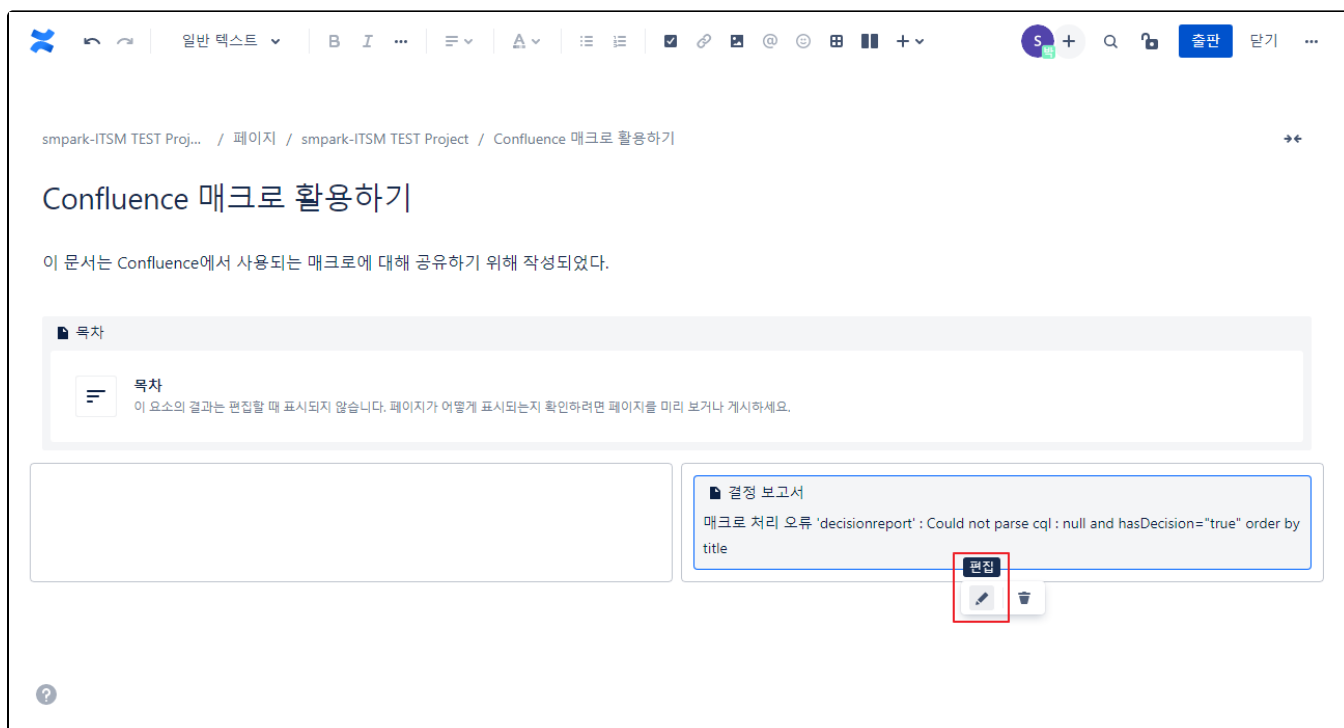 일반 텍스트
B I
A
@
S
박
출판
닫기
smpark-ITSM TEST Proj... / 페이지 / smpark-ITSM TEST Project / Confluence 매크로 활용하기
Confluence 매크로 활용하기
이 문서는 Confluence에서 사용되는 매크로에 대해 공유하기 위해 작성되었다.
목차
목차
이 요소의 결과는 편집할 때 표시되지 않습니다. 페이지가 어떻게 표시되는지 확인하려면 페이지를 미리 보거나 게시하세요.
결정 보고서
매크로 처리 오류 'decisionreport' : Could not parse cql : null and hasDecision="true" order by
title
편집